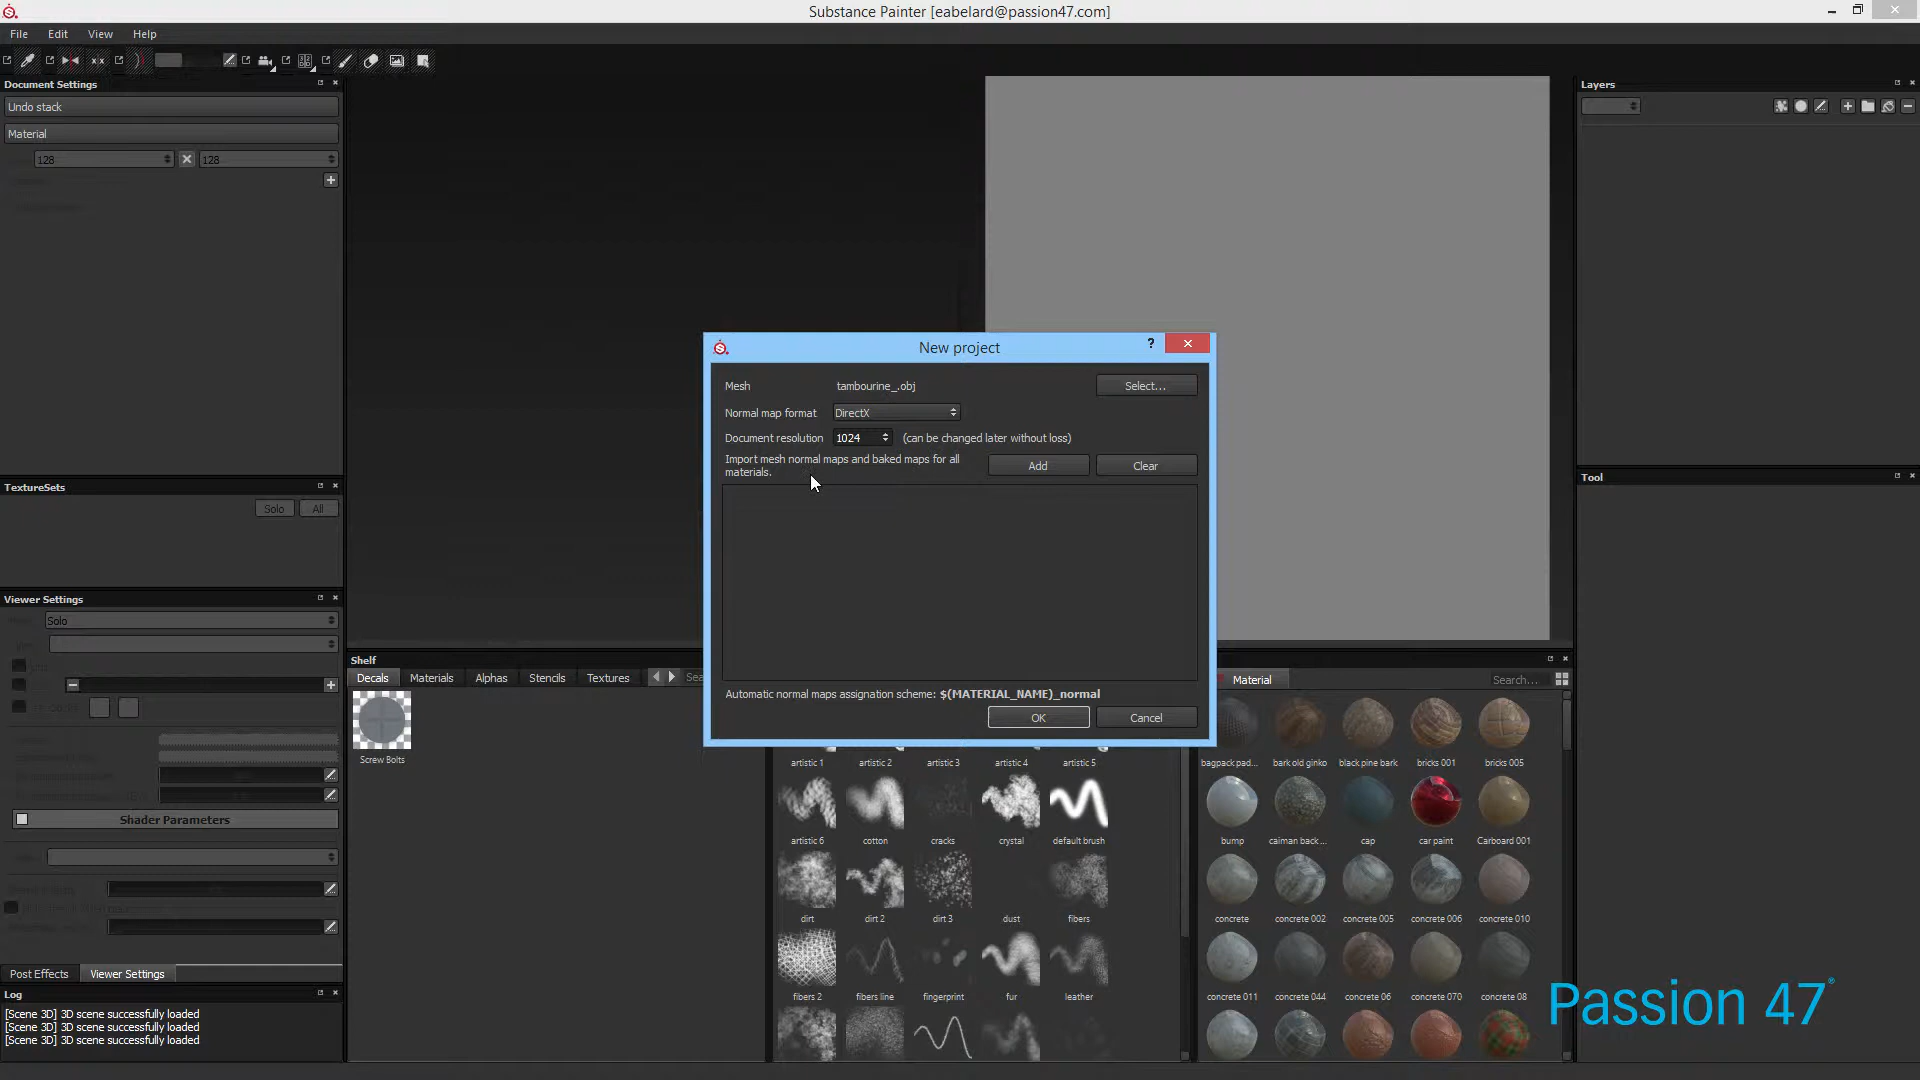 Substance Painter [eabelard@passion47.com]
File Edit View Help
Document Settings
Undo stack
Material
128 128
TextureSets
Solo All
Viewer Settings
Solo
Shader Parameters
Post Effects Viewer Settings
Log
[Scene 3D] 3D scene successfully loaded
[Scene 3D] 3D scene successfully loaded
[Scene 3D] 3D scene successfully loaded
New project
?
Mesh tambourine_.obj Select...
Normal map format DirectX
Document resolution 1024 (can be changed later without loss)
Import mesh normal maps and baked maps for all
materials.
Add Clear
Automatic normal maps assignation scheme: $(MATERIAL_NAME)_normal
OK Cancel
Shelf
Decals Materials Alphas Stencils Textures
Screw Bolts
artistic 1 artistic 2 artistic 3 artistic 4 artistic 5
artistic 6 cotton cracks crystal default brush
dirt dirt 2 dirt 3 dust fibers
fibers 2 fibers line fingerprint fur leather
Material Search...
bagpack pad... bark old ginko black pine bark bricks 001 bricks 005
bump caiman back ... cap car paint Carboard 001
concrete concrete 002 concrete 005 concrete 006 concrete 010
concrete 011 concrete 044 concrete 06 concrete 070 concrete 08
Layers
Tool
Passion 47